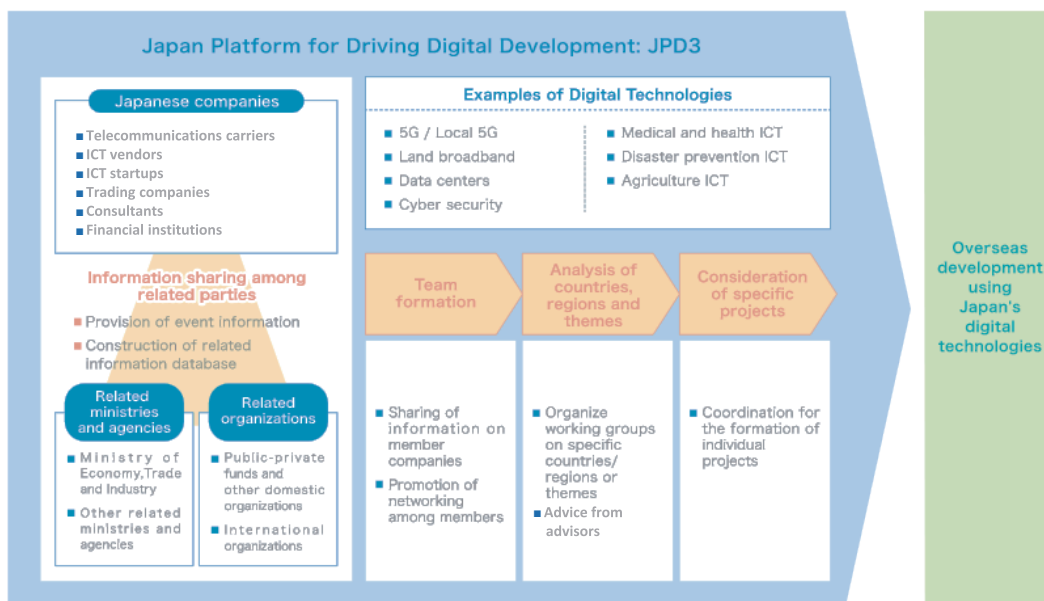 Japan Platform for Driving Digital Development: JPD3
Japanese companies
Telecommunications carriers
ICT vendors
ICT startups
Trading companies
Consultants
Financial institutions
Information sharing among
related parties
Provision of event information
Construction of related
information database
Related
ministries
and agencies
Ministry of
Economy,Trade
and Industry
Other related
ministries and
agencies
Related
organizations
Public-private
funds and
other domestic
organizations
International
organizations
Examples of Digital Technologies
5G / Local 5G
Land broadband
Data centers
Cyber security
Medical and health ICT
Disaster prevention ICT
Agriculture ICT
Team
formation
Sharing of
information on
member
companies
Promotion of
networking
among members
Analysis of
countries,
regions and
themes
Organize
working groups
on specific
countries/
regions or
themes
Advice from
advisors
Consideration
of specific
projects
Coordination for
the formation of
individual
projects
Overseas
development
using
Japan's
digital
technologies